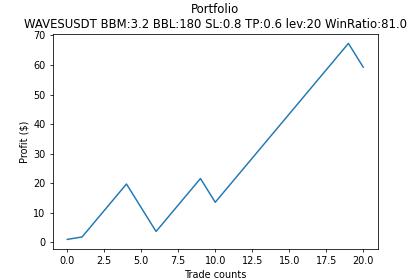 Portfolio
WAVESUSDT BBM:3.2 BBL:180 SL:0.8 TP:0.6 lev:20 WinRatio:81.0
Profit ($)
70
60
50
40
30
20
10
0
0.0 2.5 5.0 7.5 10.0 12.5 15.0 17.5 20.0
Trade counts